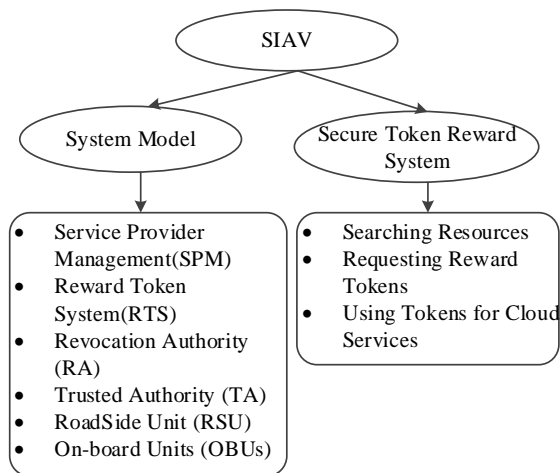 SIAV
System Model
Secure Token Reward
System
• Service Provider
Management(SPM)
• Reward Token
System(RTS)
• Revocation Authority
(RA)
• Trusted Authority (TA)
• RoadSide Unit (RSU)
• On-board Units (OBUs)
• Searching Resources
• Requesting Reward
Tokens
• Using Tokens for Cloud
Services